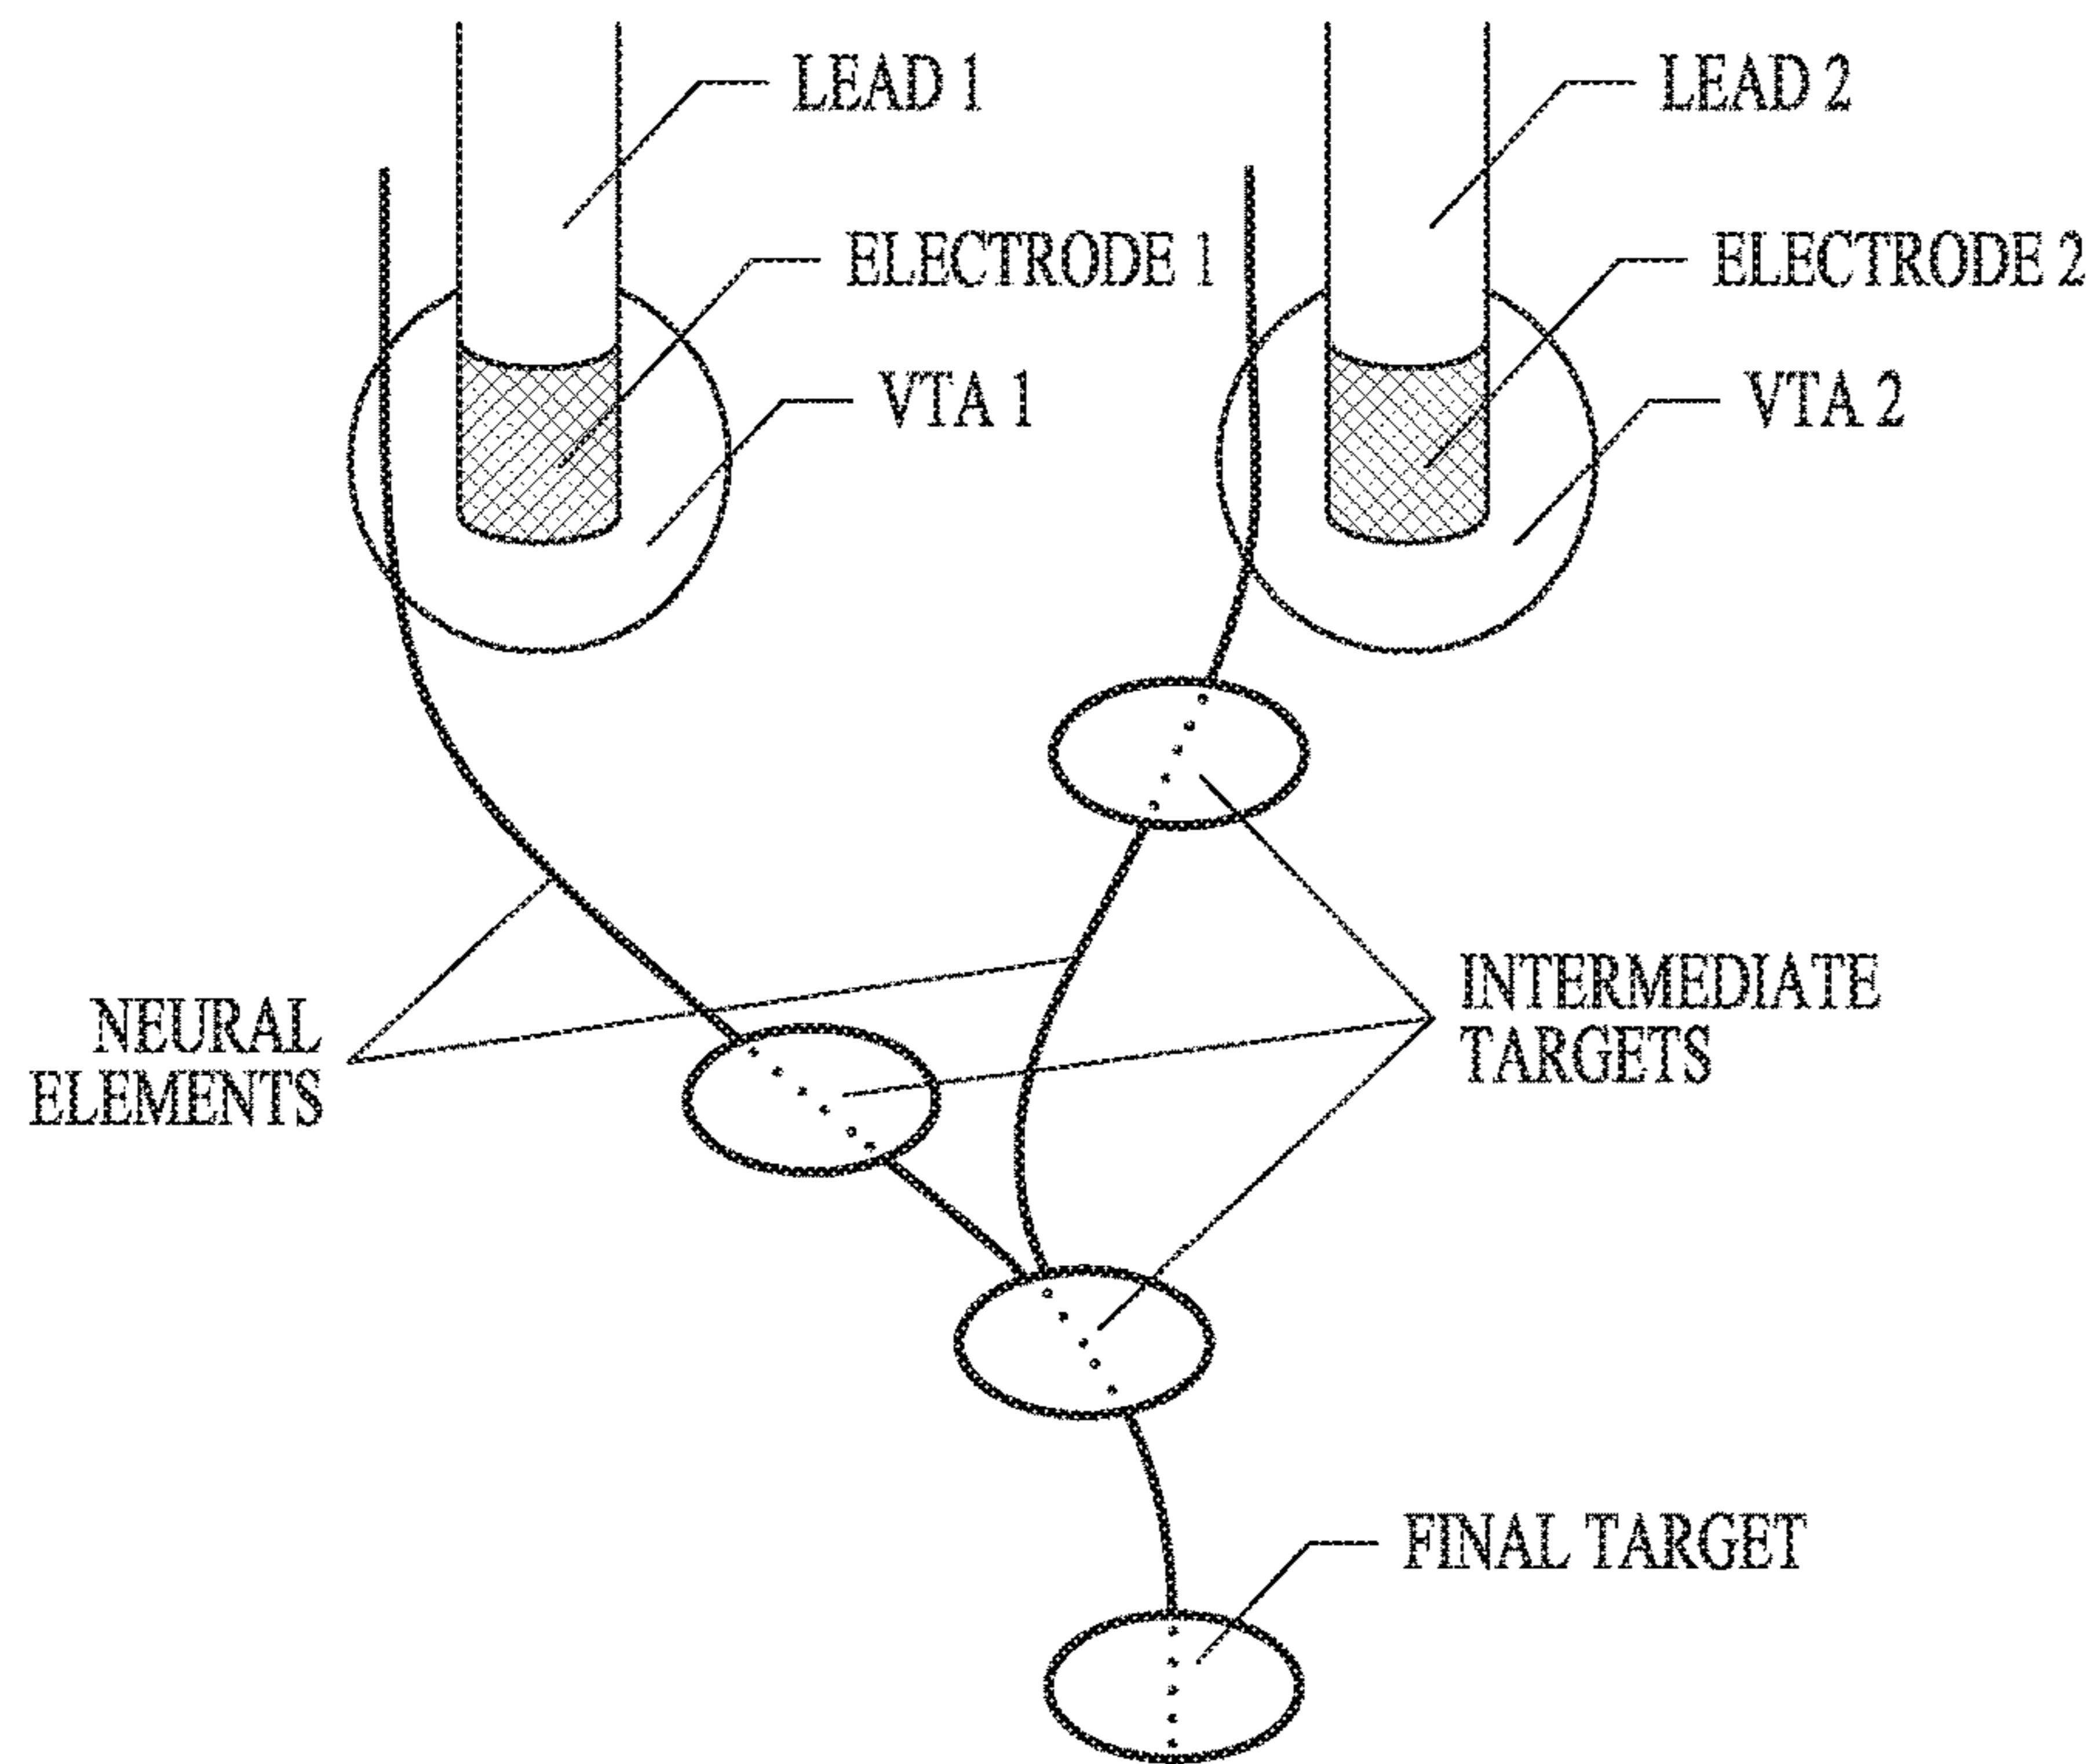 LEAD 1
LEAD 2
ELECTRODE 1
ELECTRODE 2
VTA 1
VTA 2
NEURAL
ELEMENTS
INTERMEDIATE
TARGETS
FINAL TARGET